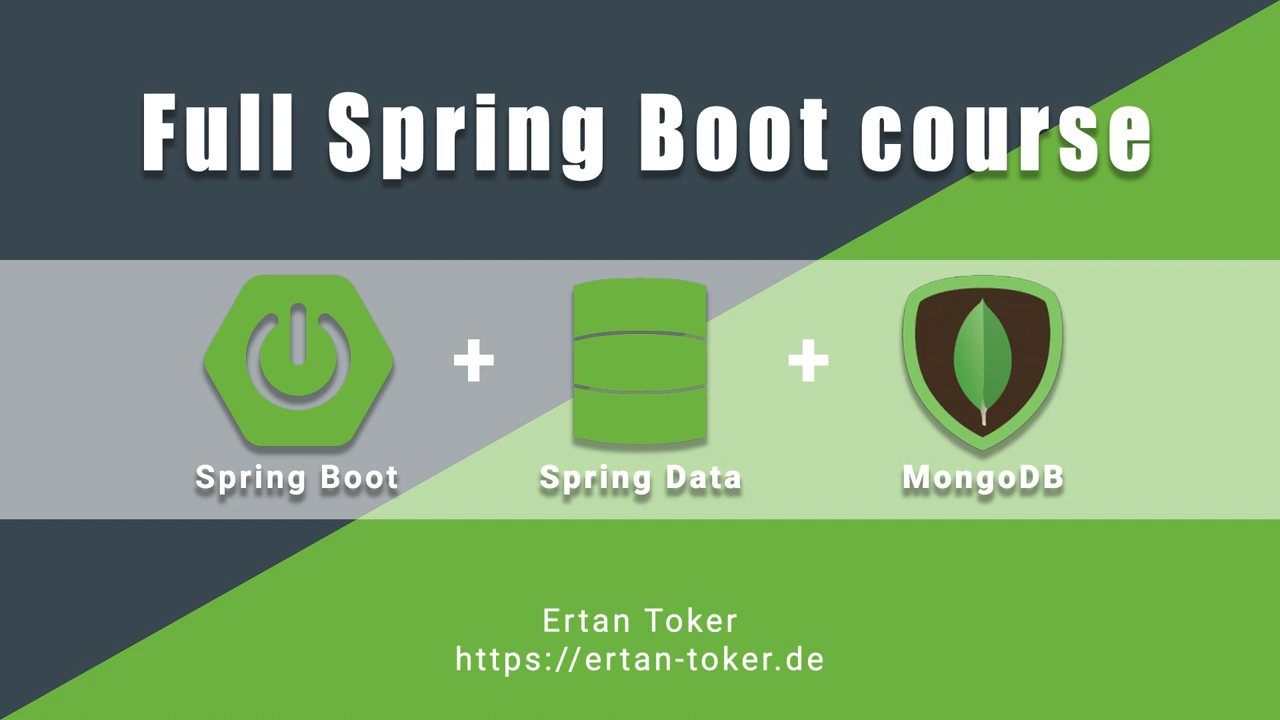 Full Spring Boot course
Spring Boot + Spring Data + MongoDB
Ertan Toker
https://ertan-toker.de